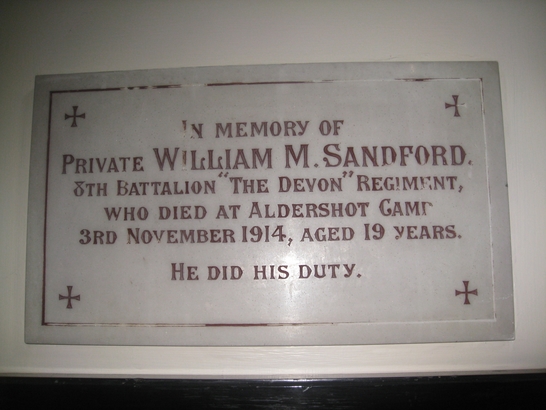 IN MEMORY OF
PRIVATE WILLIAM M. SANDFORD.
8TH BATTALION "THE DEVON" REGIMENT,
WHO DIED AT ALDERSHOT CAMP
3RD NOVEMBER 1914, AGED 19 YEARS.
HE DID HIS DUTY.